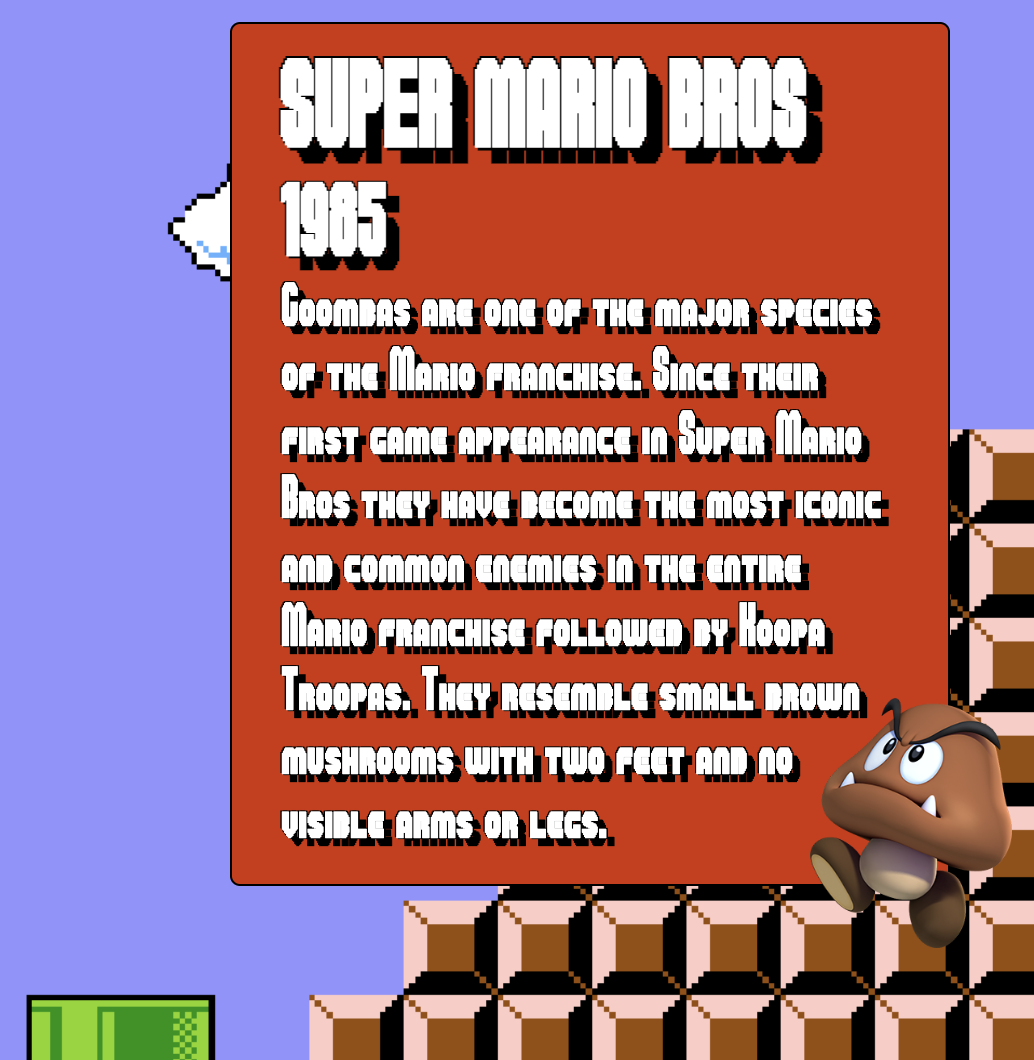 SUPER MARIO BROS
1985
Goombas are one of the major species
of the Mario franchise. Since their
first game appearance in Super Mario
Bros they have become the most iconic
and common enemies in the entire
Mario franchise followed by Koopa
Troopas. They resemble small brown
mushrooms with two feet and no
visible arms or legs.